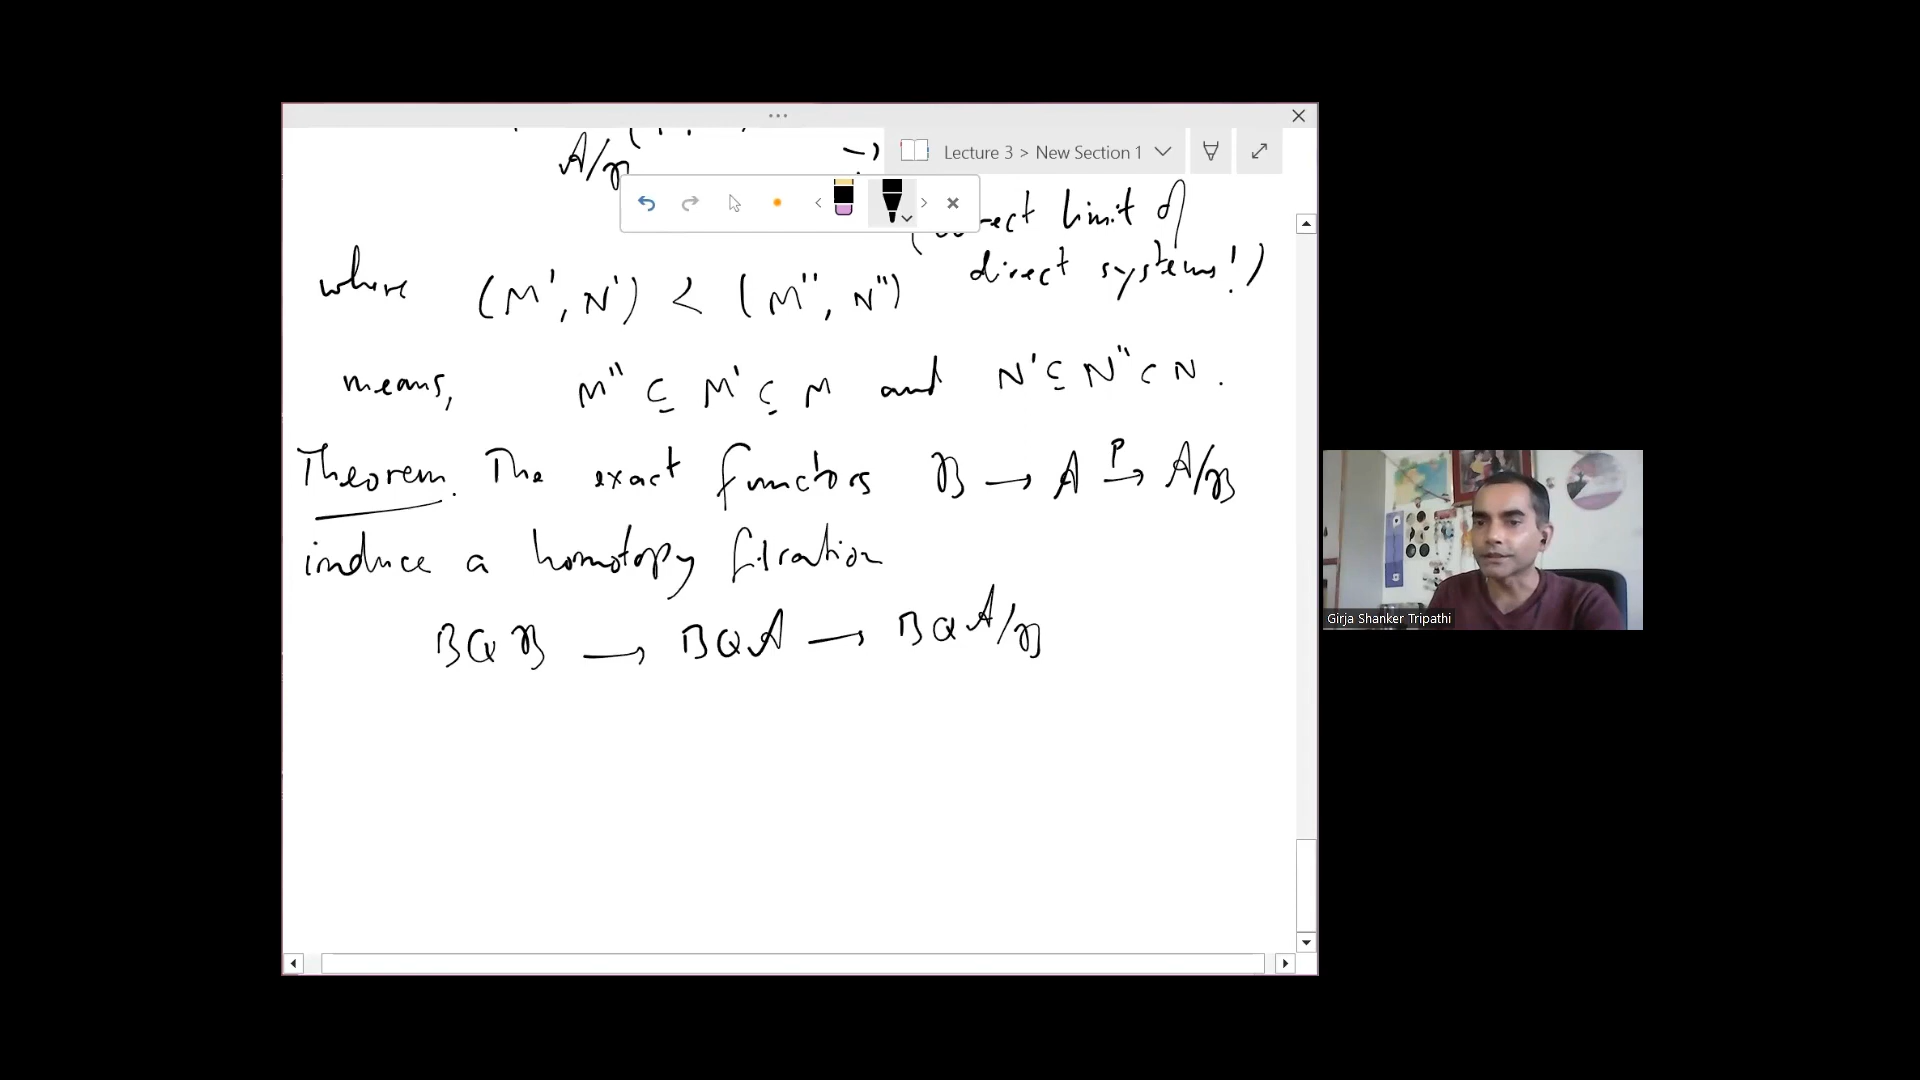 A/B
Lecture 3 > New Section 1
direct limit of
direct systems!)
where (M', N') < (M'', N'')
means, M'' ⊆ M' ⊆ M and N' ⊆ N'' ⊂ N.
Theorem. The exact functors B → A →^P A/B
induce a homotopy fibration
BQB → BQA → BQA/B
Girja Shanker Tripathi